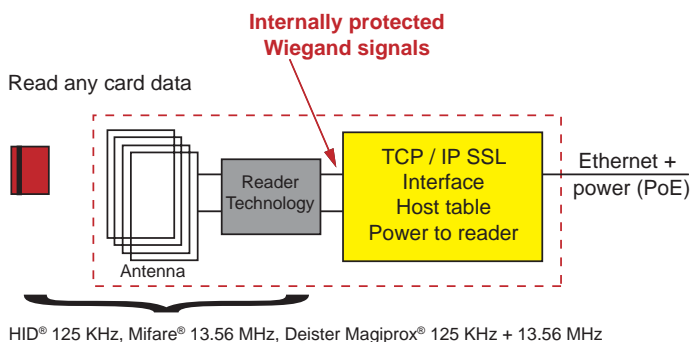 Internally protected
Wiegand signals
Read any card data
Antenna
Reader
Technology
TCP / IP SSL
Interface
Host table
Power to reader
Ethernet +
power (PoE)
HID® 125 KHz, Mifare® 13.56 MHz, Deister Magiprox® 125 KHz + 13.56 MHz